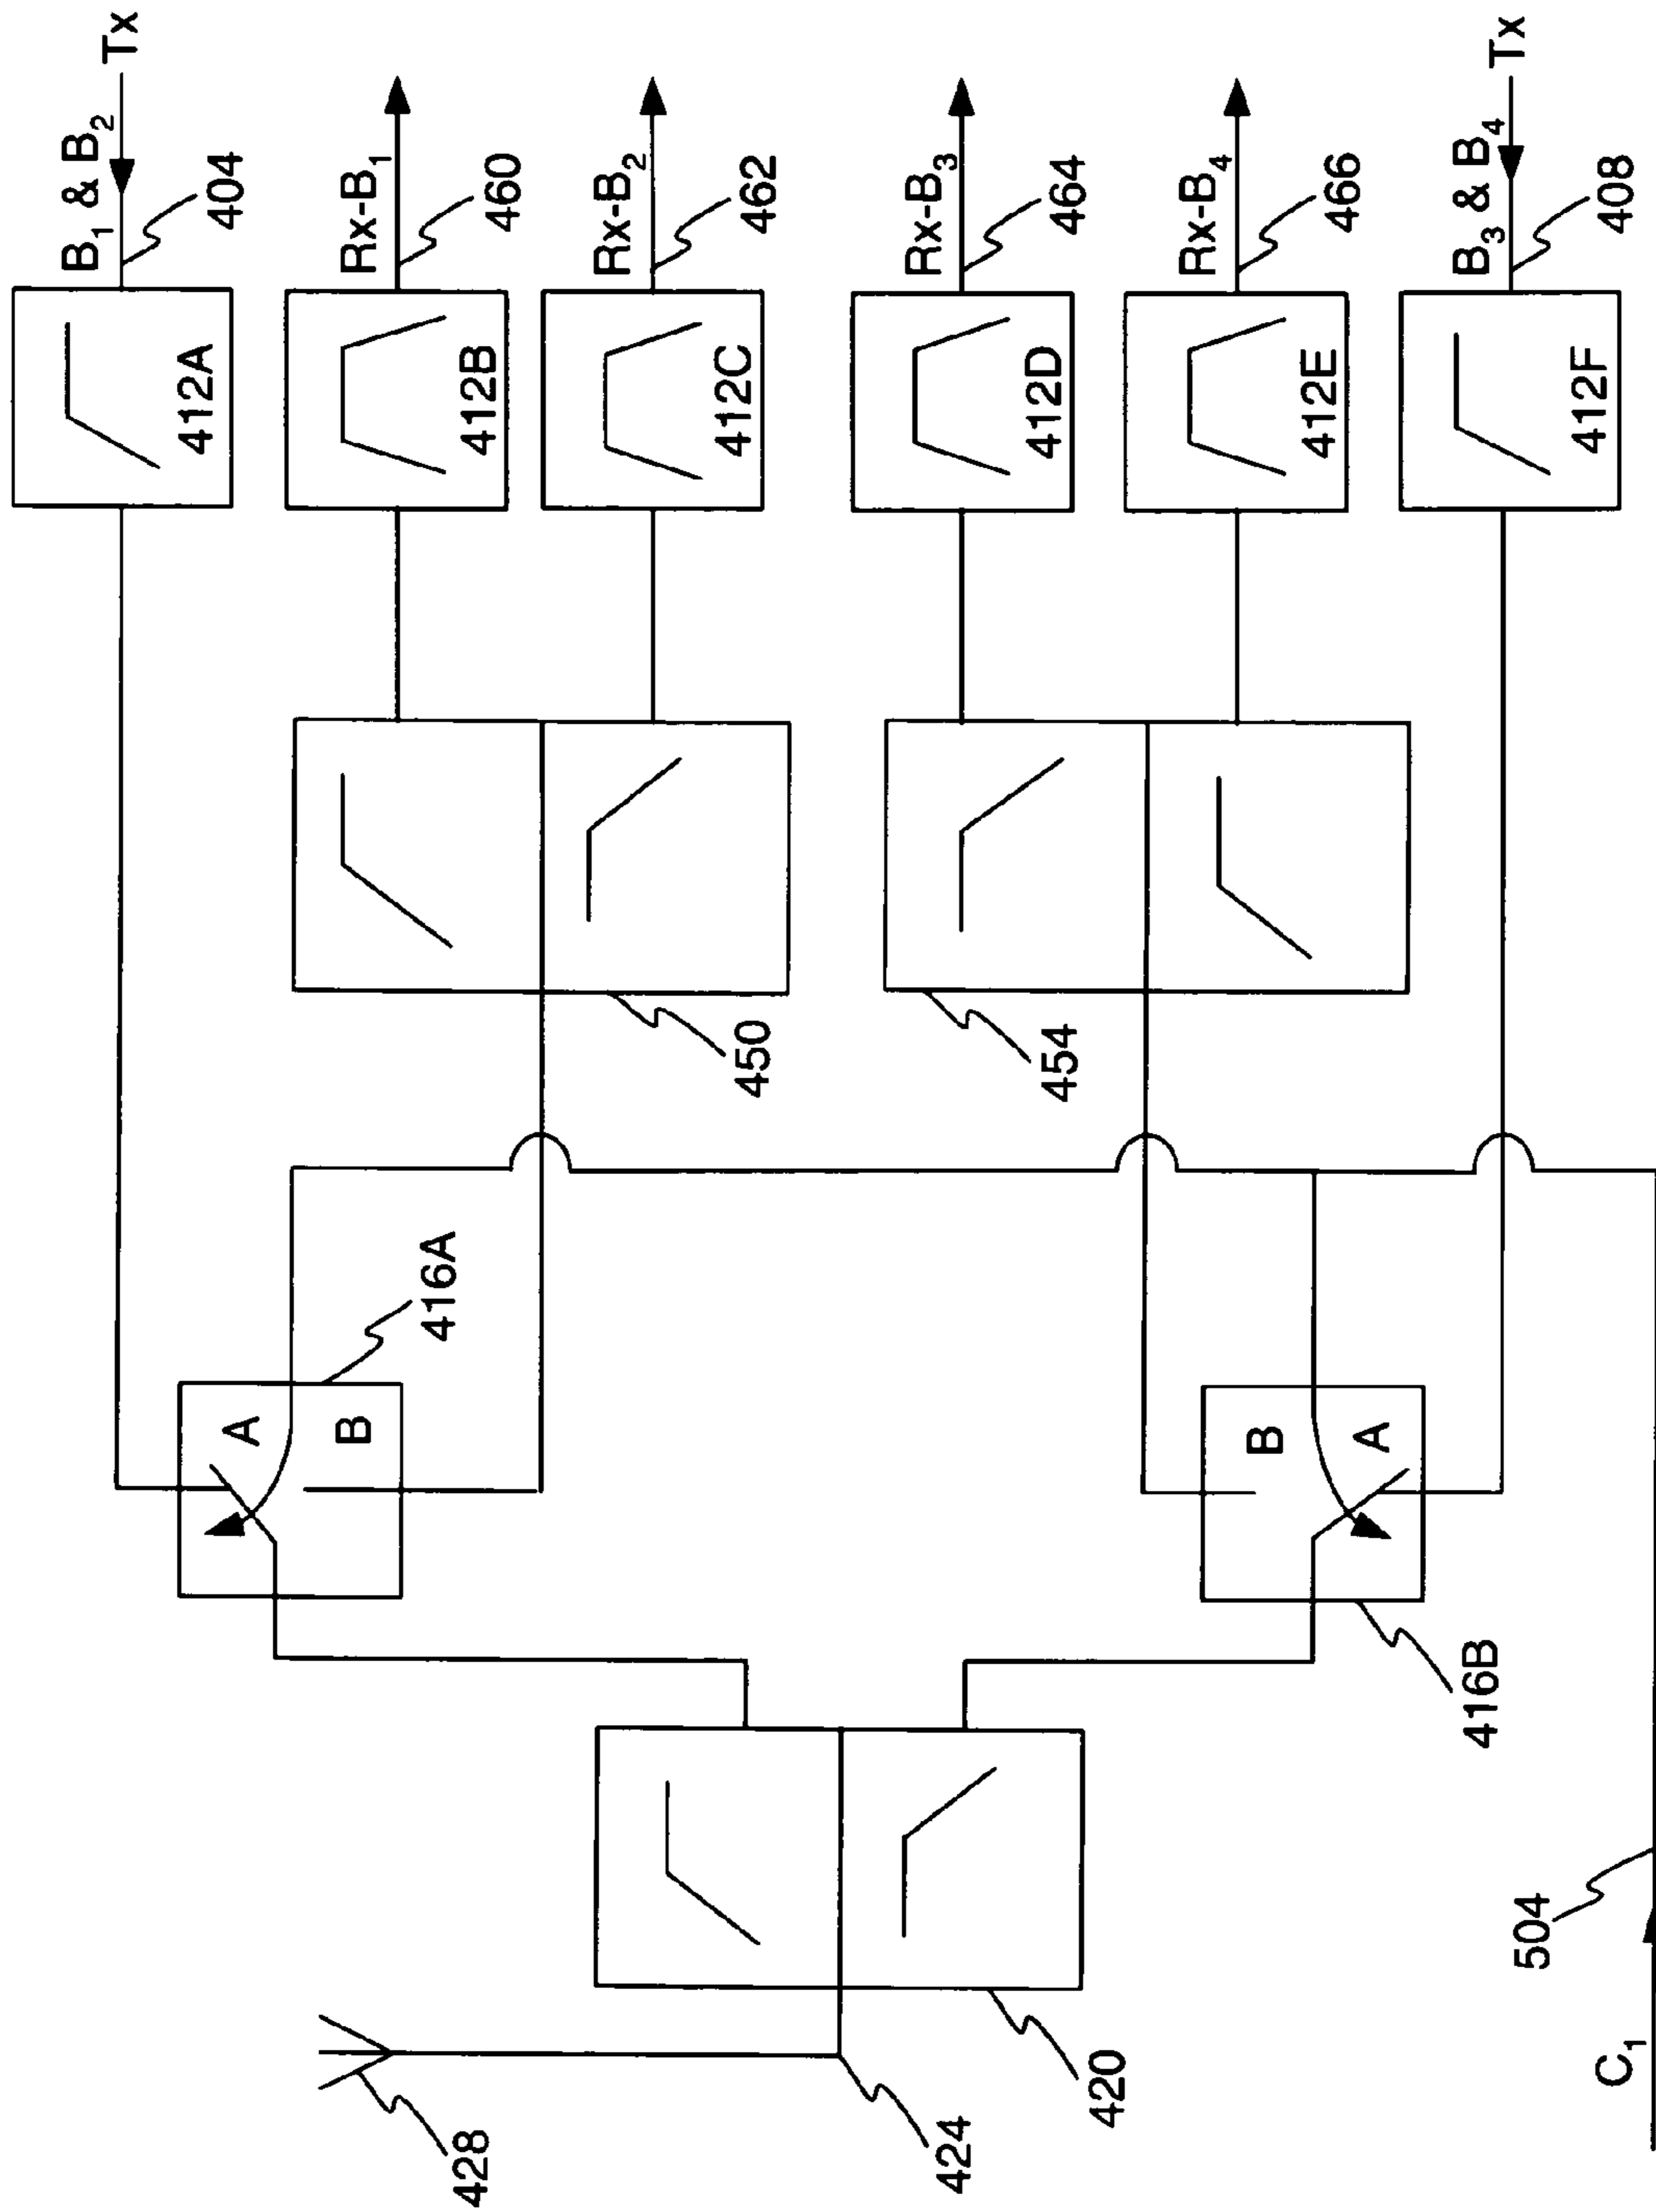 B₁ & B₂
Tx
404
412A
Rx-B₁
460
412B
Rx-B₂
462
412C
450
A
B
416A
Rx-B₃
464
412D
Rx-B₄
466
412E
454
B₃ & B₄
Tx
408
412F
B
A
416B
428
424
420
C₁
504